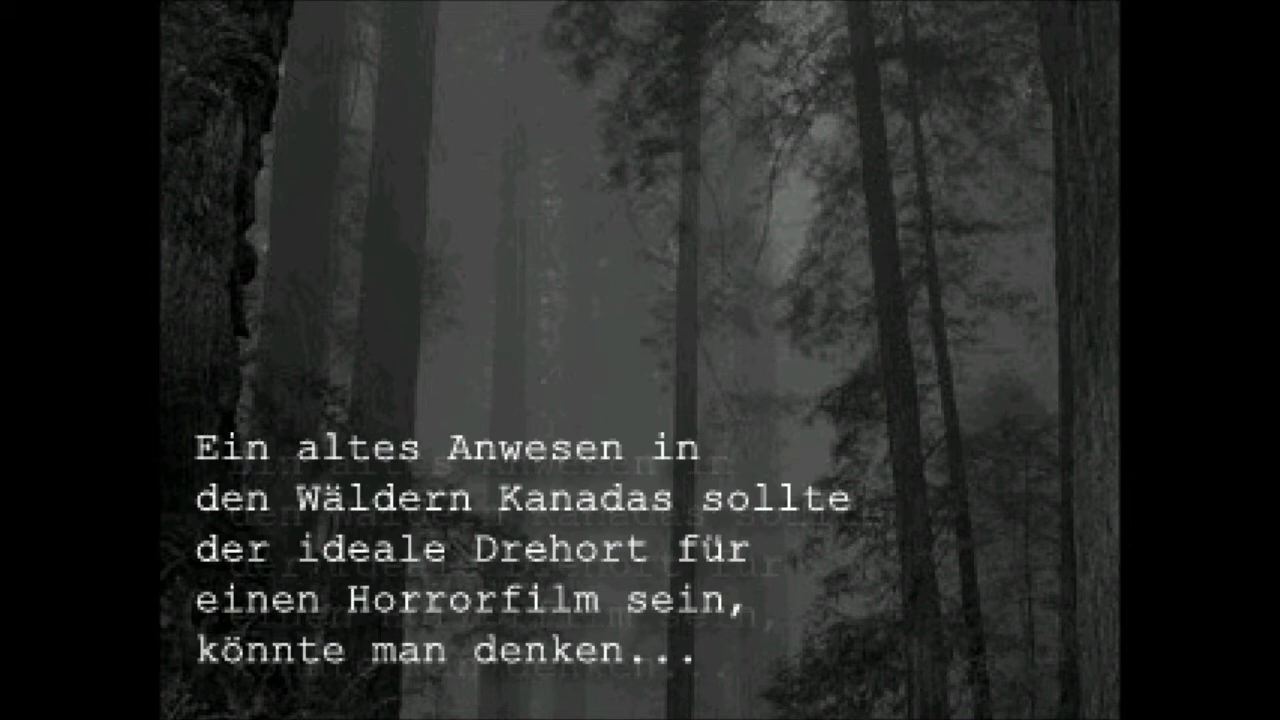 Ein altes Anwesen in
den Wäldern Kanadas sollte
der ideale Drehort für
einen Horrorfilm sein,
könnte man denken...